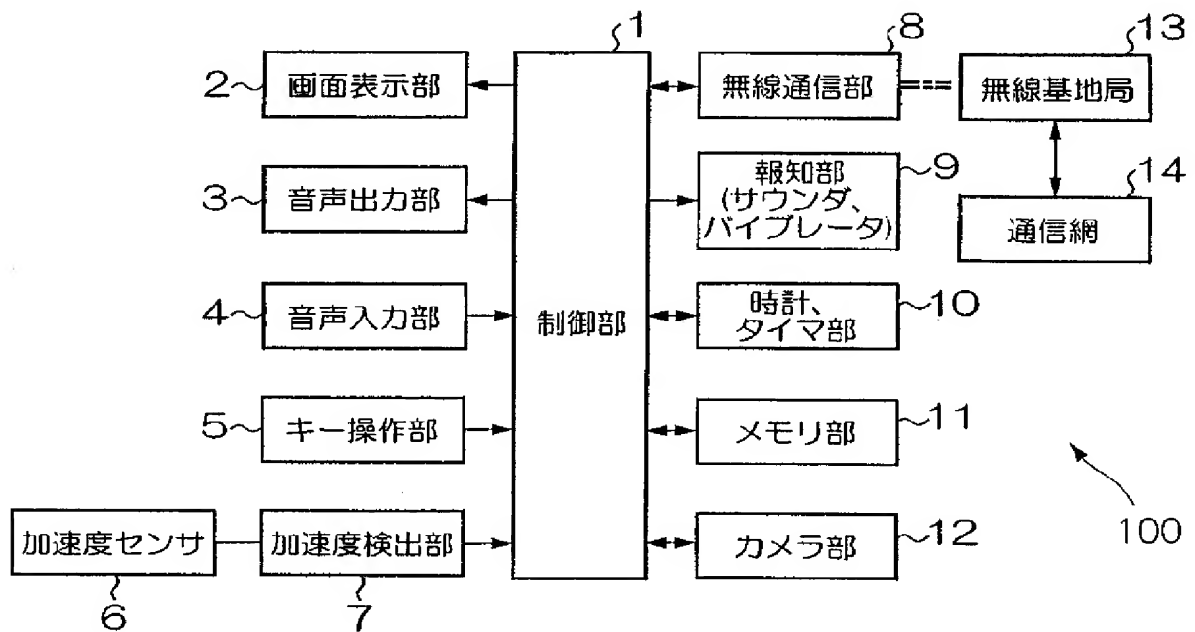 1
制御部
2
画面表示部
3
音声出力部
4
音声入力部
5
キー操作部
加速度センサ
6
加速度検出部
7
8
無線通信部
13
無線基地局
9
報知部
(サウンダ、
バイブレータ)
14
通信網
10
時計、
タイマ部
11
メモリ部
12
カメラ部
100